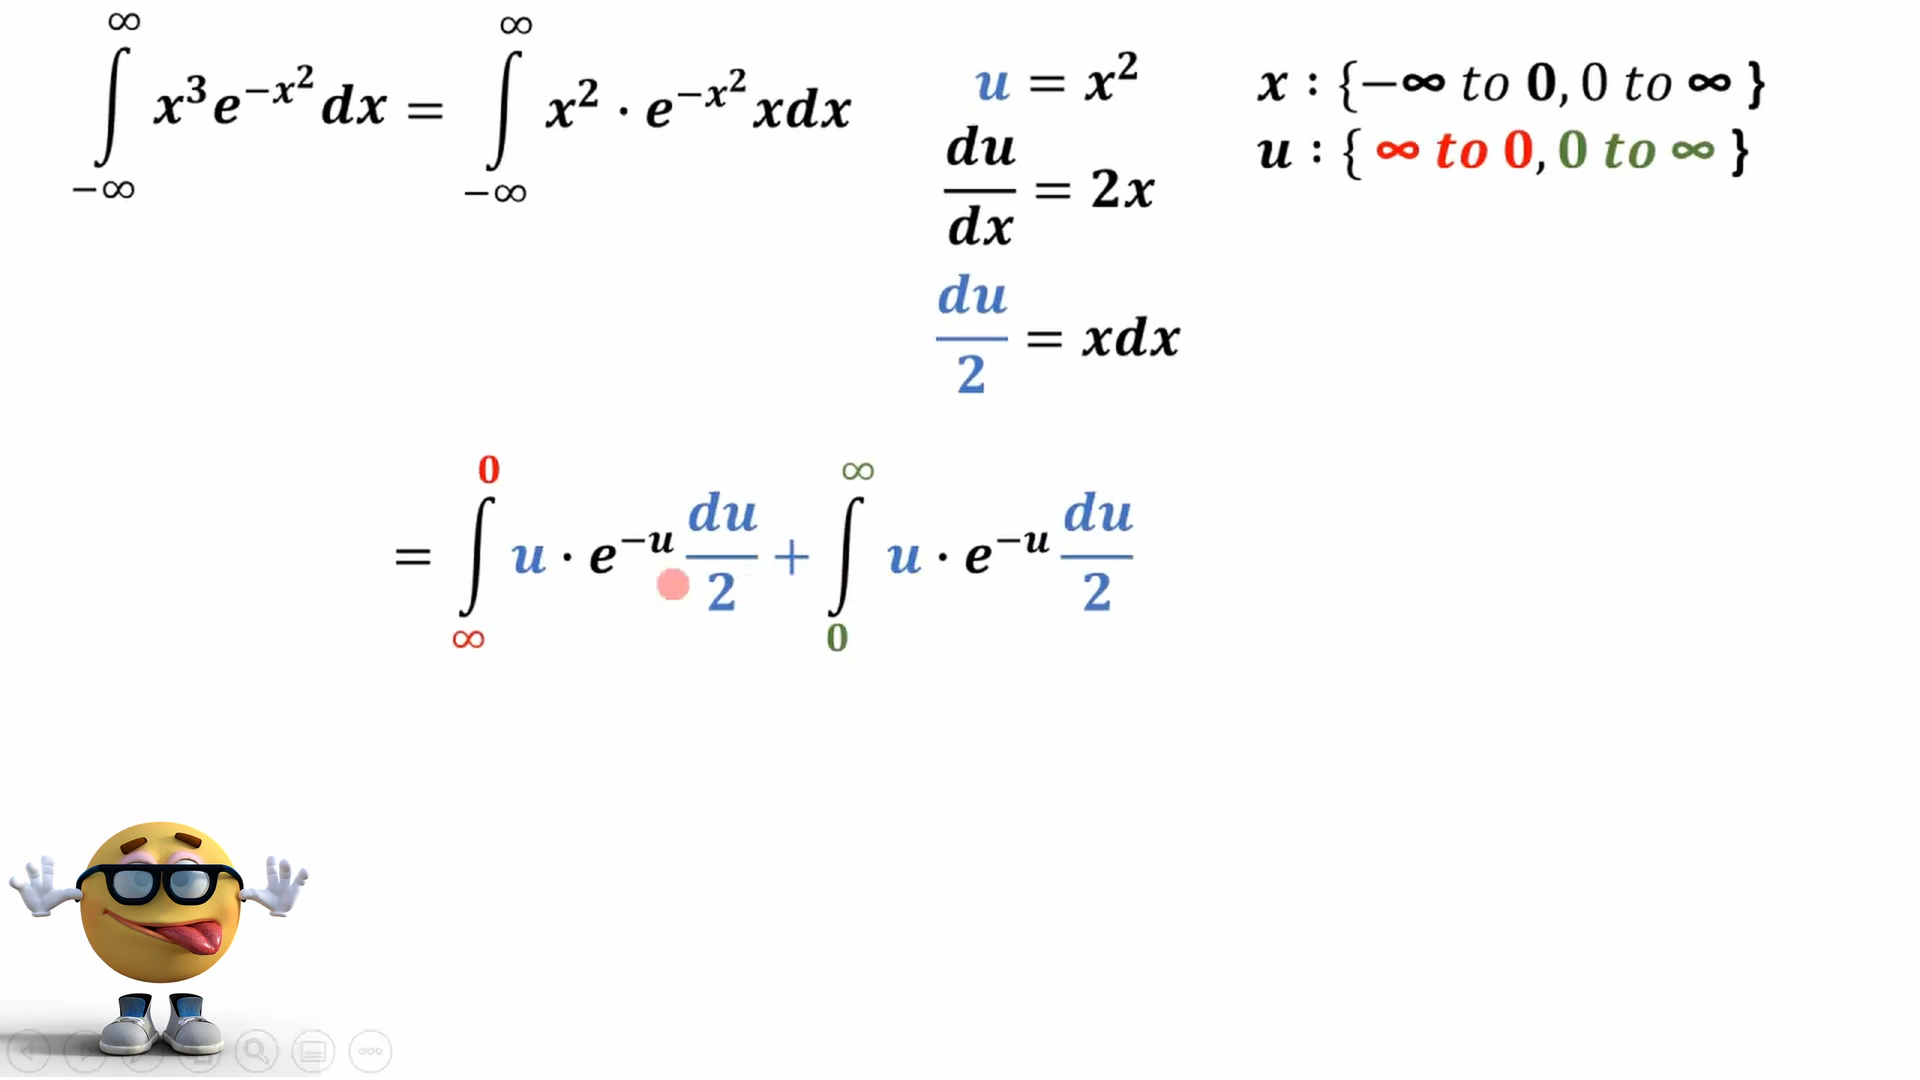 ∫_{-∞}^{∞} x³e^{-x²}dx = ∫_{-∞}^{∞} x² · e^{-x²}xdx
u = x²
du/dx = 2x
du/2 = xdx
x : {-∞ to 0, 0 to ∞ }
u : { ∞ to 0, 0 to ∞ }
= ∫_{∞}^{0} u · e^{-u} du/2 + ∫_{0}^{∞} u · e^{-u} du/2